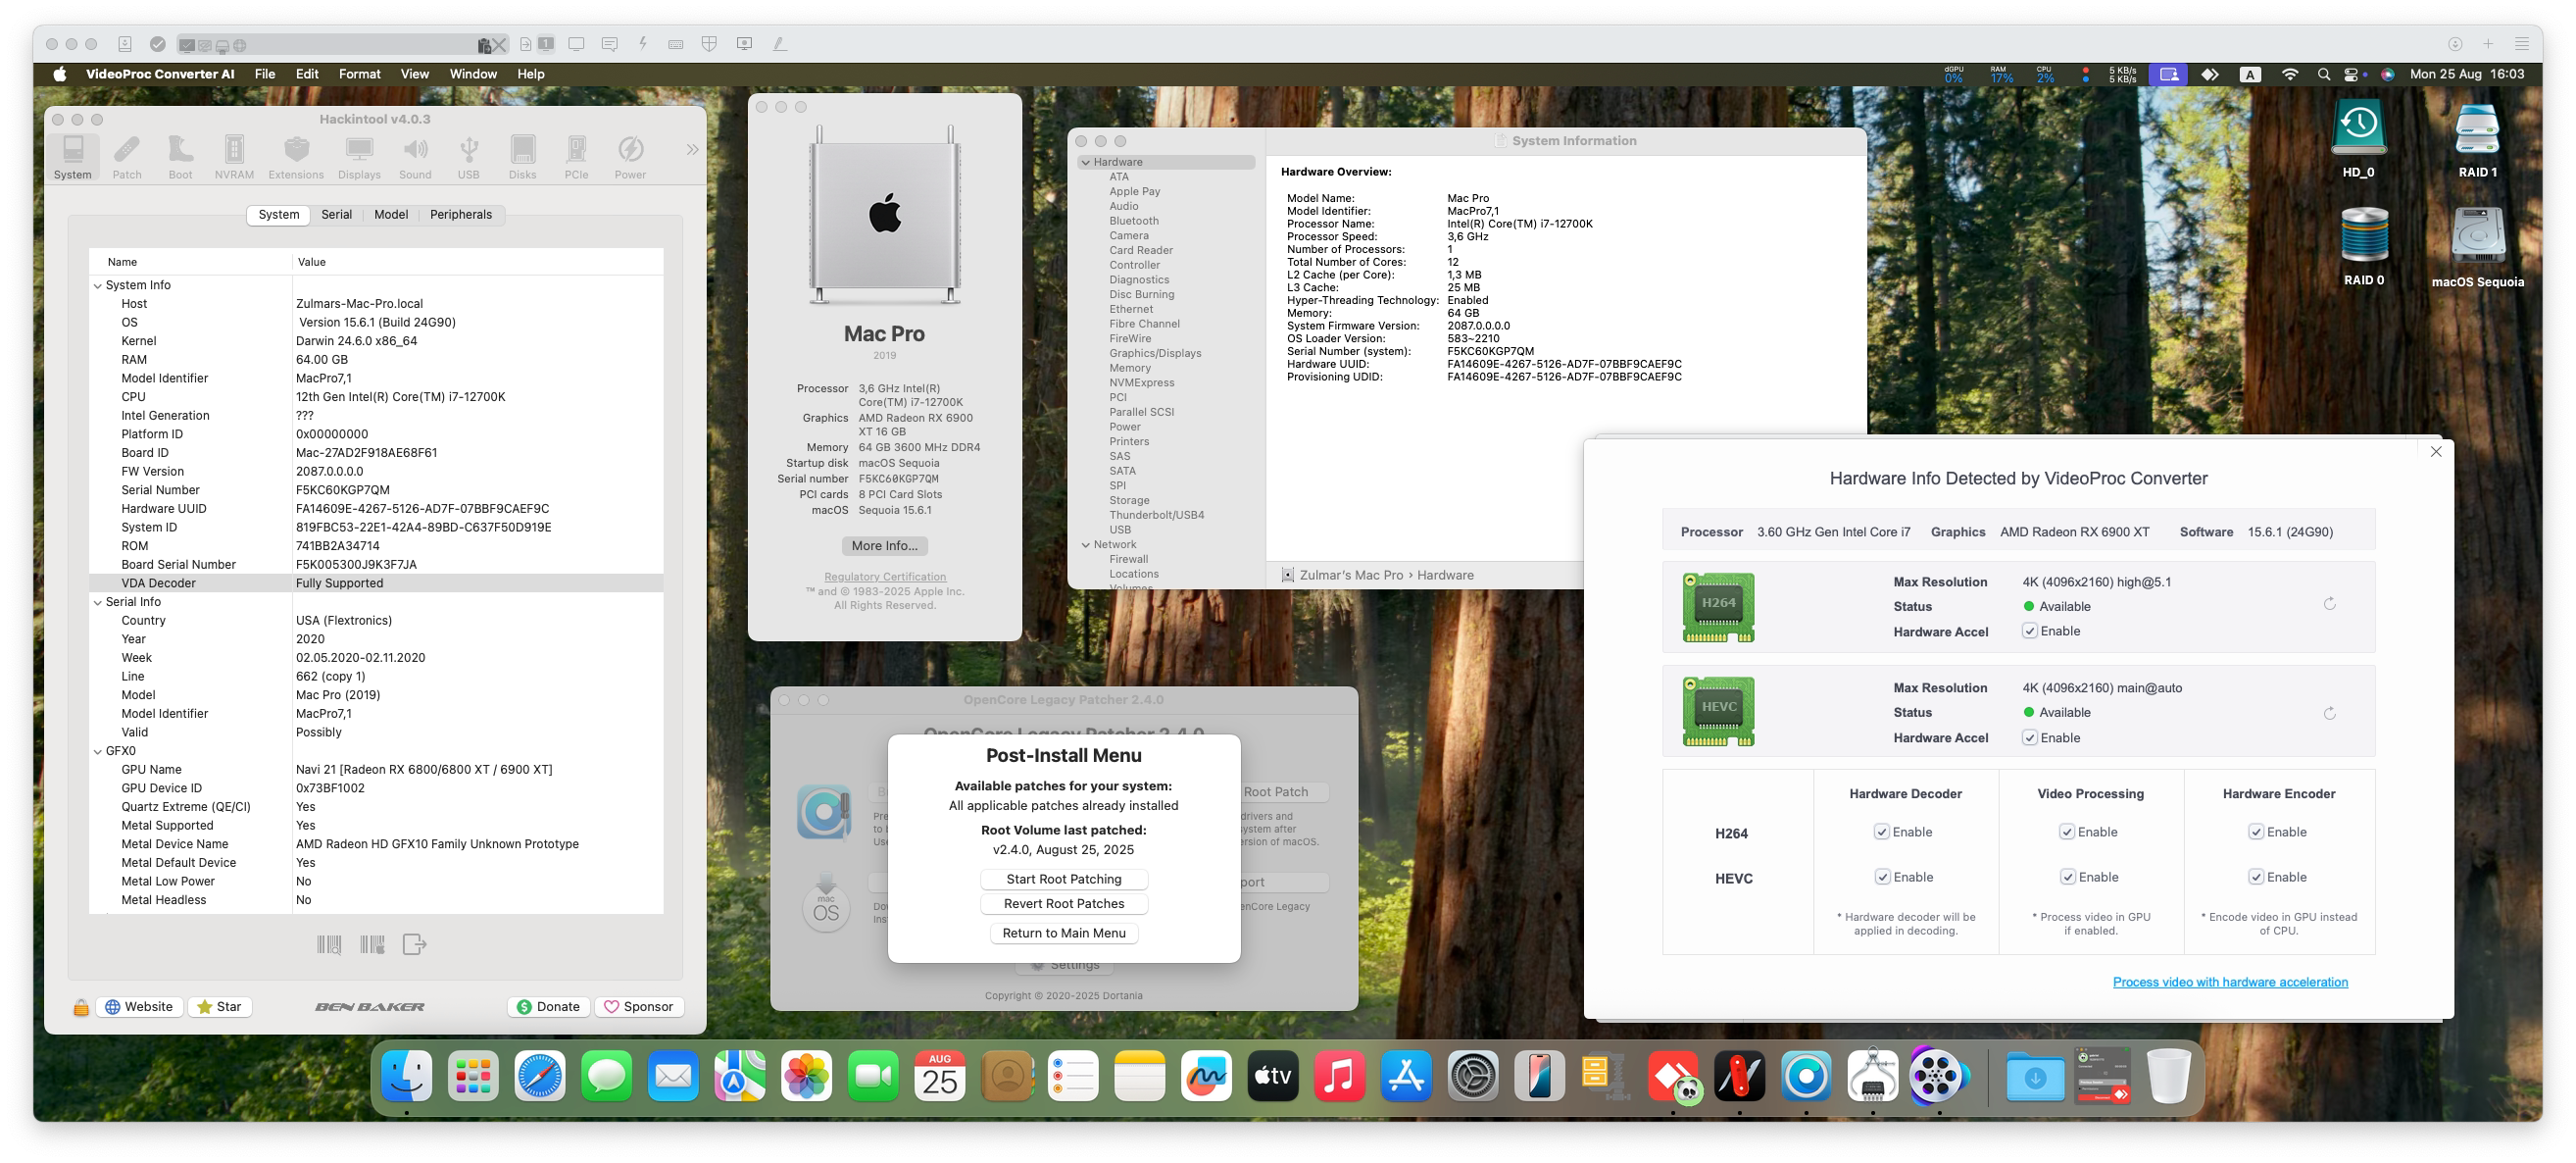 VideoProc Converter AI File Edit Format View Window Help
dGPU 0% RAM 17% CPU 2% 5 KB/s 5 KB/s A Mon 25 Aug 16:03
Hackintool v4.0.3
System Patch Boot NVRAM Extensions Displays Sound USB Disks PCIe Power
System Serial Model Peripherals
Name Value
System Info
Host Zulmars-Mac-Pro.local
OS Version 15.6.1 (Build 24G90)
Kernel Darwin 24.6.0 x86_64
RAM 64.00 GB
Model Identifier MacPro7,1
CPU 12th Gen Intel(R) Core(TM) i7-12700K
Intel Generation ???
Platform ID 0x00000000
Board ID Mac-27AD2F918AE68F61
FW Version 2087.0.0.0.0
Serial Number F5KC60KGP7QM
Hardware UUID FA14609E-4267-5126-AD7F-07BBF9CAEF9C
System ID 819FBC53-22E1-42A4-89BD-C637F50D919E
ROM 741BB2A34714
Board Serial Number F5K005300J9K3F7JA
VDA Decoder Fully Supported
Serial Info
Country USA (Flextronics)
Year 2020
Week 02.05.2020-02.11.2020
Line 662 (copy 1)
Model Mac Pro (2019)
Model Identifier MacPro7,1
Valid Possibly
GFX0
GPU Name Navi 21 [Radeon RX 6800/6800 XT / 6900 XT]
GPU Device ID 0x73BF1002
Quartz Extreme (QE/CI) Yes
Metal Supported Yes
Metal Device Name AMD Radeon HD GFX10 Family Unknown Prototype
Metal Default Device Yes
Metal Low Power No
Metal Headless No
Website Star BEN BAKER Donate Sponsor
Mac Pro
2019
Processor 3,6 GHz Intel(R)
Core(TM) i7-12700K
Graphics AMD Radeon RX 6900
XT 16 GB
Memory 64 GB 3600 MHz DDR4
Startup disk macOS Sequoia
Serial number F5KC60KGP7QM
PCI cards 8 PCI Card Slots
macOS Sequoia 15.6.1
More Info...
Regulatory Certification
™ and © 1983-2025 Apple Inc.
All Rights Reserved.
System Information
Hardware
ATA
Apple Pay
Audio
Bluetooth
Camera
Card Reader
Controller
Diagnostics
Disc Burning
Ethernet
Fibre Channel
FireWire
Graphics/Displays
Memory
NVMExpress
PCI
Parallel SCSI
Power
Printers
SAS
SATA
SPI
Storage
Thunderbolt/USB4
USB
Network
Firewall
Locations
Volumes
Hardware Overview:
Model Name: Mac Pro
Model Identifier: MacPro7,1
Processor Name: Intel(R) Core(TM) i7-12700K
Processor Speed: 3,6 GHz
Number of Processors: 1
Total Number of Cores: 12
L2 Cache (per Core): 1,3 MB
L3 Cache: 25 MB
Hyper-Threading Technology: Enabled
Memory: 64 GB
System Firmware Version: 2087.0.0.0.0
OS Loader Version: 583~2210
Serial Number (system): F5KC60KGP7QM
Hardware UUID: FA14609E-4267-5126-AD7F-07BBF9CAEF9C
Provisioning UDID: FA14609E-4267-5126-AD7F-07BBF9CAEF9C
Zulmar's Mac Pro › Hardware
HD_0 RAID 1
RAID 0 macOS Sequoia
OpenCore Legacy Patcher 2.4.0
OpenCore Legacy Patcher 2.4.0
Post-Install Menu
Available patches for your system:
All applicable patches already installed
Root Volume last patched:
v2.4.0, August 25, 2025
Start Root Patching
Revert Root Patches
Return to Main Menu
Root Patch
drivers and
system after
version of macOS.
Settings
Copyright © 2020-2025 Dortania
mac
OS
Hardware Info Detected by VideoProc Converter
Processor 3.60 GHz Gen Intel Core i7 Graphics AMD Radeon RX 6900 XT Software 15.6.1 (24G90)
H264
Max Resolution 4K (4096x2160) high@5.1
Status Available
Hardware Accel Enable
HEVC
Max Resolution 4K (4096x2160) main@auto
Status Available
Hardware Accel Enable
Hardware Decoder Video Processing Hardware Encoder
H264 Enable Enable Enable
HEVC Enable Enable Enable
* Hardware decoder will be
applied in decoding.
* Process video in GPU
if enabled.
* Encode video in GPU instead
of CPU.
Process video with hardware acceleration
AUG
25
tv